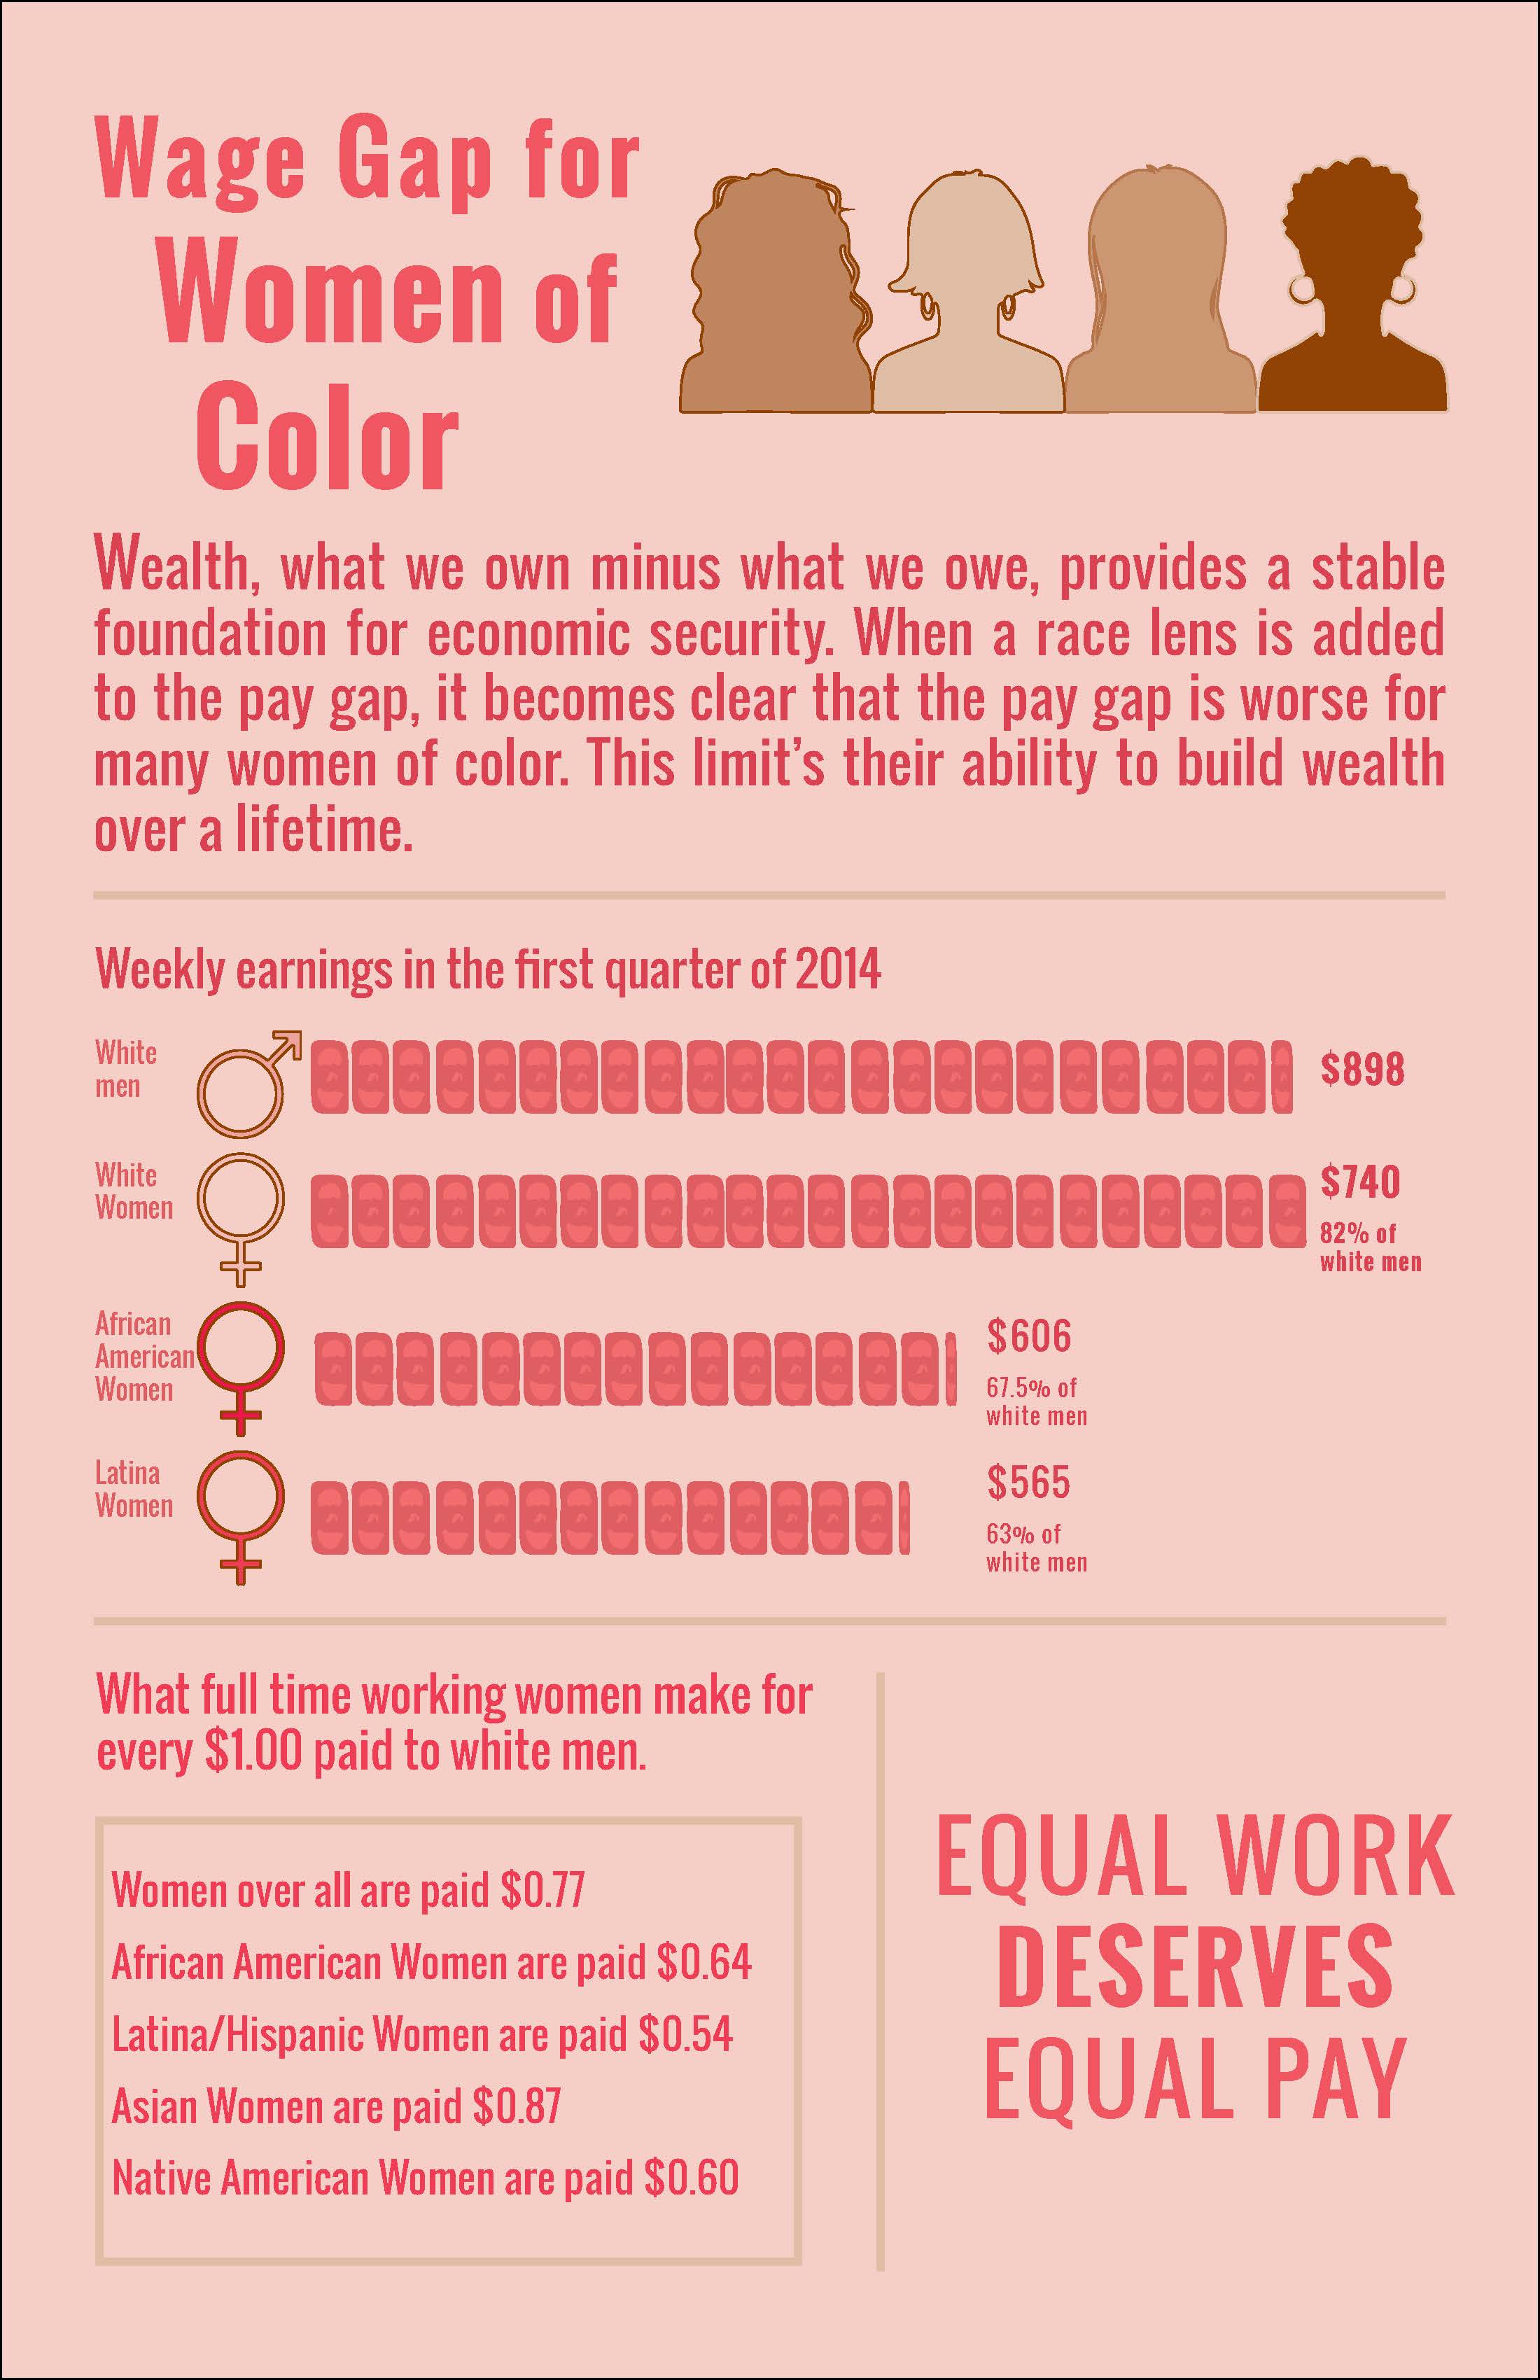 Wage Gap for
Women of
Color
Wealth, what we own minus what we owe, provides a stable
foundation for economic security. When a race lens is added
to the pay gap, it becomes clear that the pay gap is worse for
many women of color. This limit’s their ability to build wealth
over a lifetime.
Weekly earnings in the first quarter of 2014
White
men
$898
White
Women
$740
82% of
white men
African
American
Women
$606
67.5% of
white men
Latina
Women
$565
63% of
white men
What full time working women make for
every $1.00 paid to white men.
Women over all are paid $0.77
African American Women are paid $0.64
Latina/Hispanic Women are paid $0.54
Asian Women are paid $0.87
Native American Women are paid $0.60
EQUAL WORK
DESERVES
EQUAL PAY